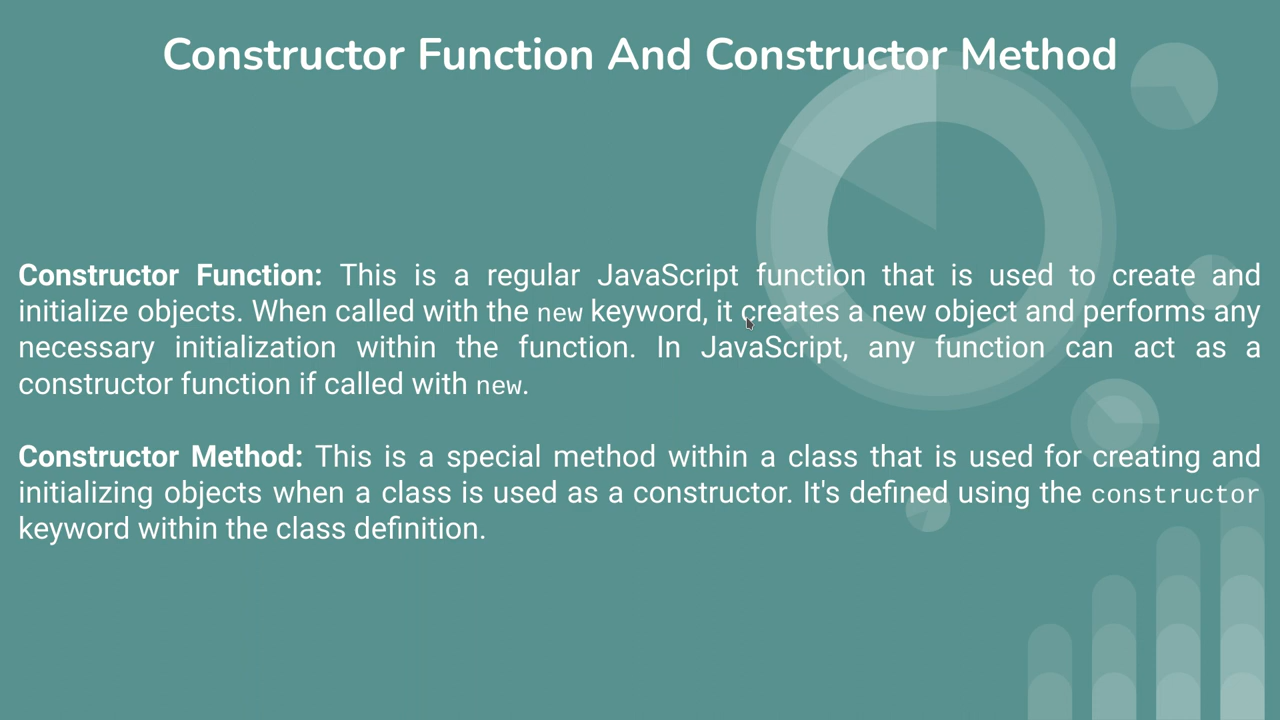 Constructor Function And Constructor Method
Constructor Function: This is a regular JavaScript function that is used to create and
initialize objects. When called with the new keyword, it creates a new object and performs any
necessary initialization within the function. In JavaScript, any function can act as a
constructor function if called with new.
Constructor Method: This is a special method within a class that is used for creating and
initializing objects when a class is used as a constructor. It's defined using the constructor
keyword within the class definition.